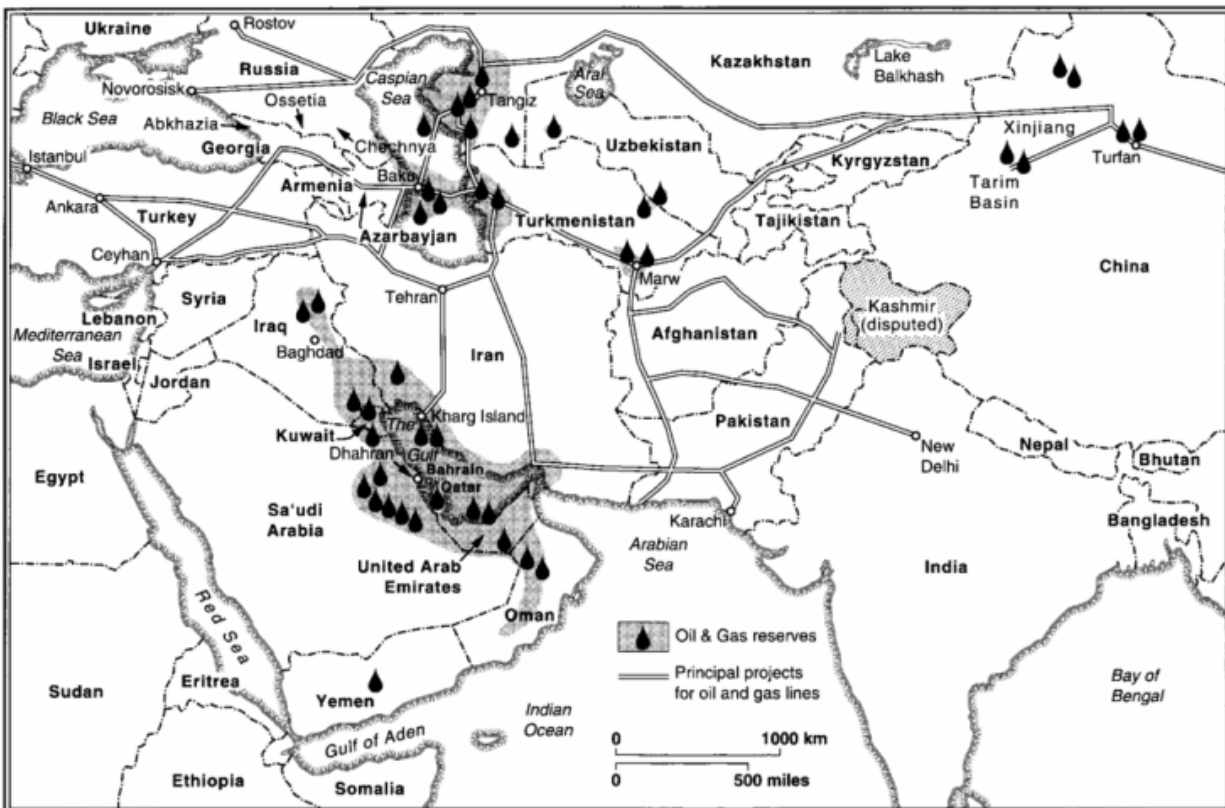 Ukraine
Rostov
Russia
Caspian
Sea
Aral
Sea
Kazakhstan
Lake
Balkhash
Novorosisk
Ossetia
Tangiz
Black Sea
Abkhazia
Georgia
Chechnya
Uzbekistan
Xinjiang
Turfan
Istanbul
Armenia
Baku
Kyrgyzstan
Tarim
Basin
Ankara
Turkey
Azarbayjan
Turkmenistan
Tajikistan
Ceyhan
Marw
China
Syria
Tehran
Kashmir
(disputed)
Lebanon
Mediterranean
Sea
Iraq
Baghdad
Afghanistan
Israel
Iran
Jordan
Kharg Island
The
Gulf
Kuwait
Pakistan
New
Delhi
Nepal
Bhutan
Dhahran
Bahrain
Qatar
Egypt
Sa'udi
Arabia
Karachi
Bangladesh
Arabian
Sea
United Arab
Emirates
India
Oman
Red Sea
Oil & Gas reserves
Principal projects
for oil and gas lines
Sudan
Eritrea
Yemen
Bay of
Bengal
Indian
Ocean
Gulf of Aden
0 1000 km
0 500 miles
Ethiopia
Somalia